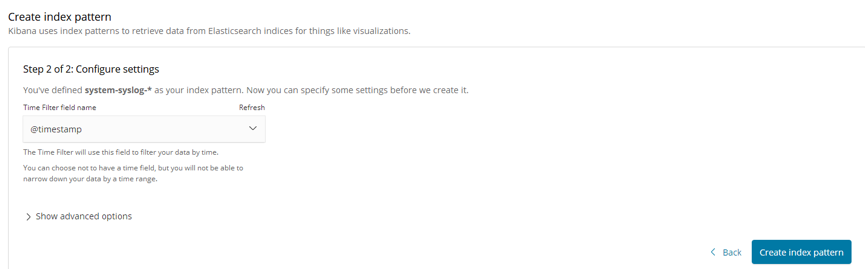 Create index pattern
Kibana uses index patterns to retrieve data from Elasticsearch indices for things like visualizations.
Step 2 of 2: Configure settings
You've defined system-syslog-* as your index pattern. Now you can specify some settings before we create it.
Time Filter field name Refresh
@timestamp
The Time Filter will use this field to filter your data by time.
You can choose not to have a time field, but you will not be able to
narrow down your data by a time range.
Show advanced options
Back Create index pattern